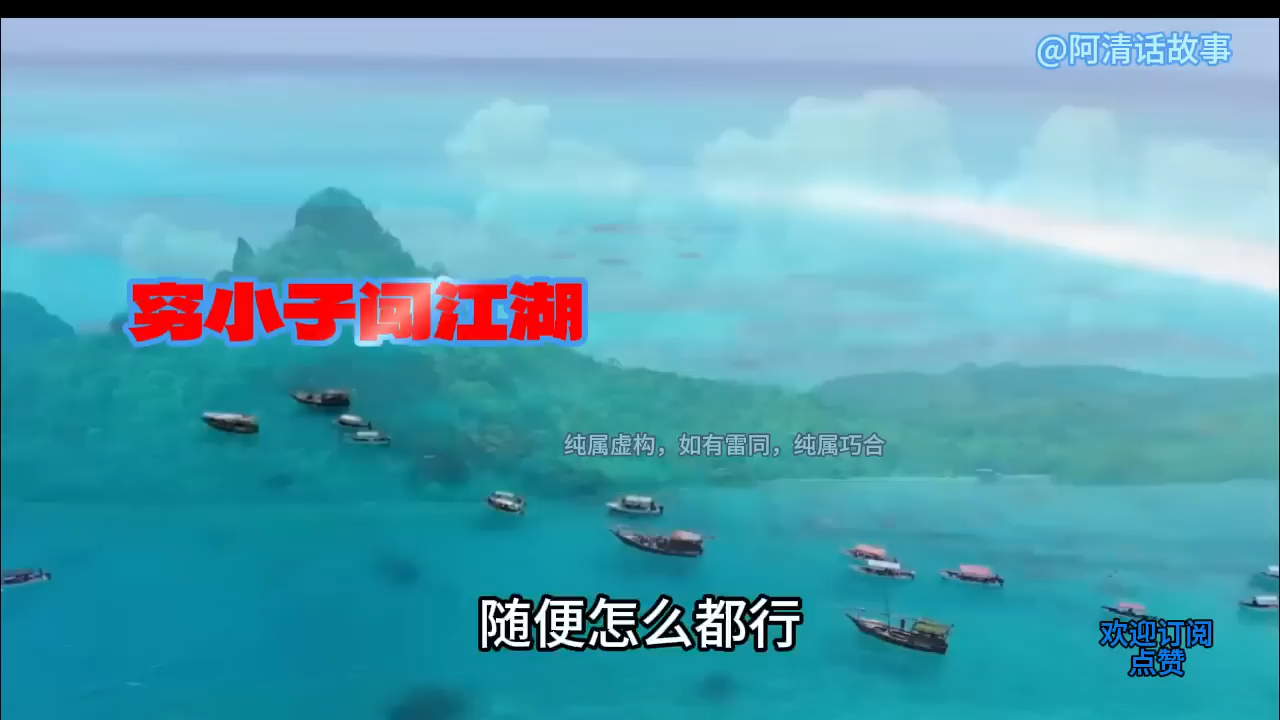 @阿清话故事
穷小子闯江湖
纯属虚构，如有雷同，纯属巧合
随便怎么都行
欢迎订阅
点赞